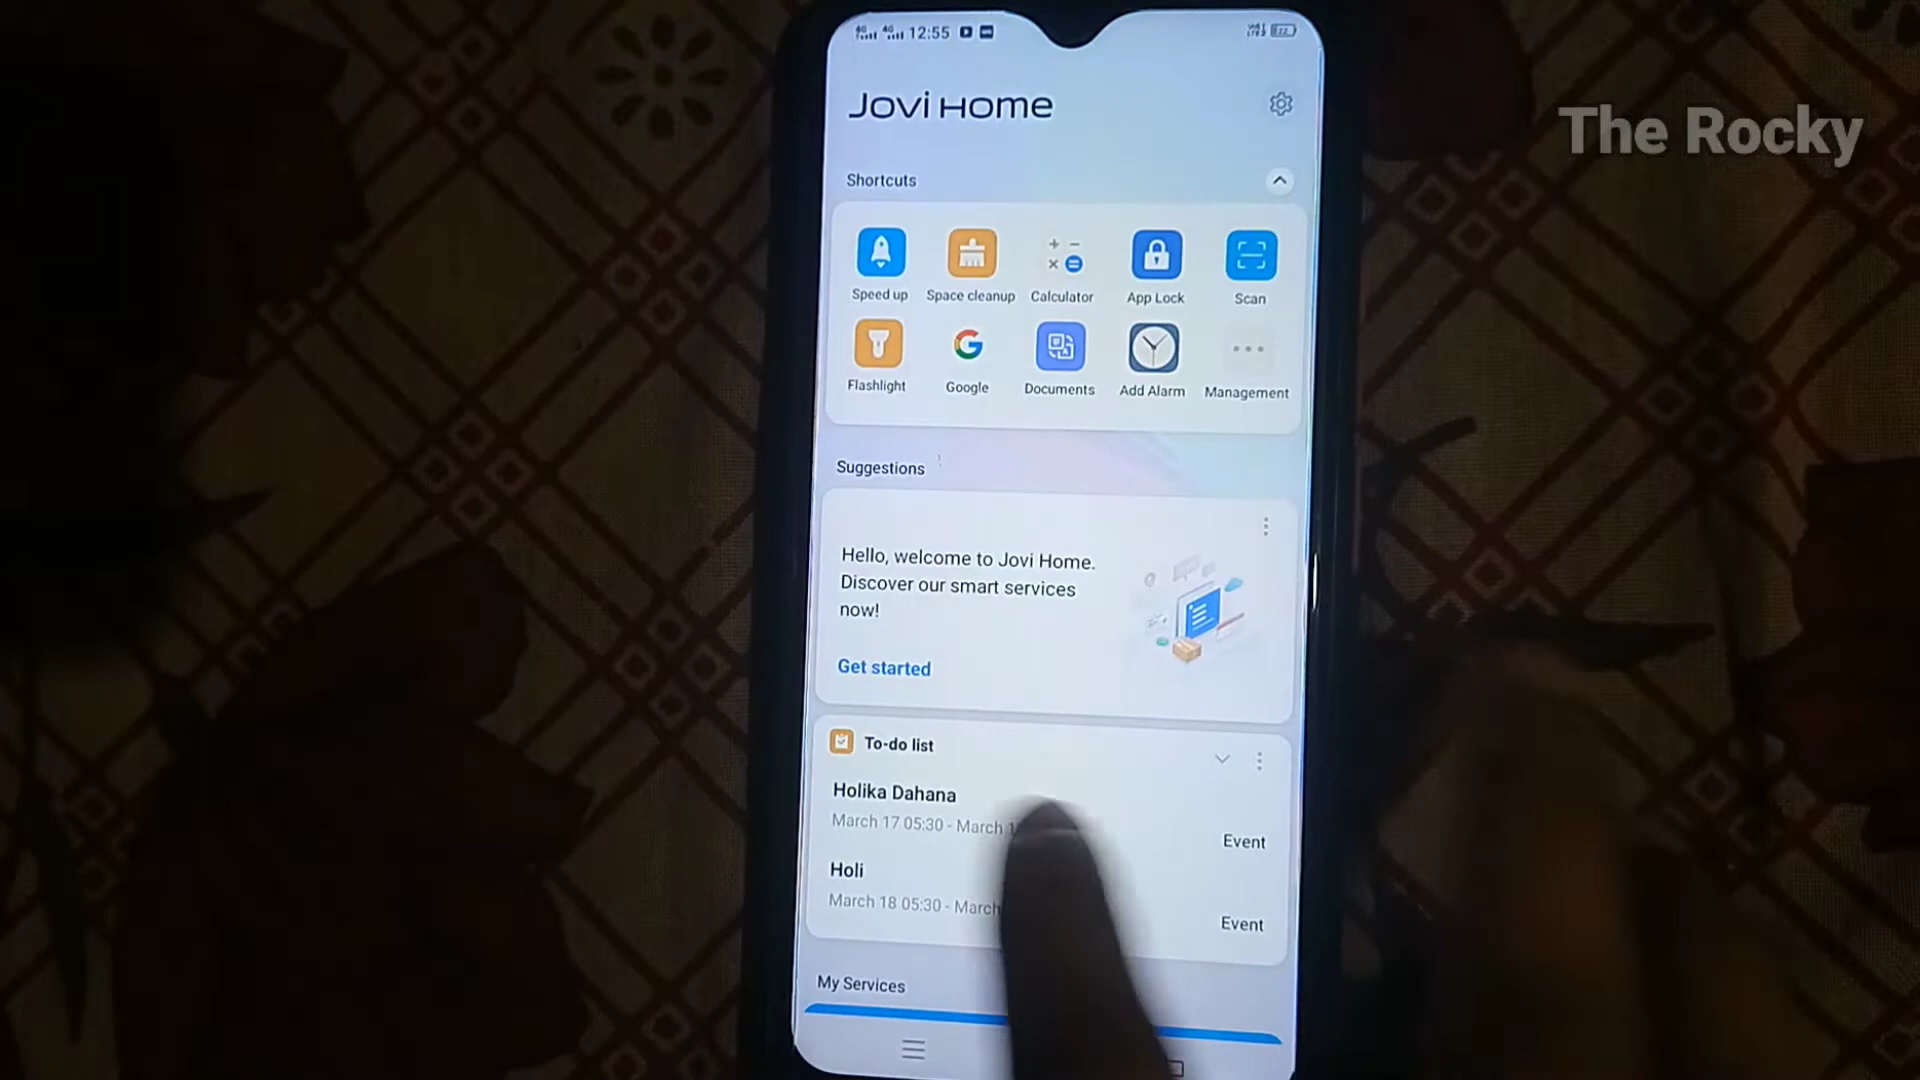 12:55
The Rocky
Jovi Home
Shortcuts
Speed up
Space cleanup
Calculator
App Lock
Scan
Flashlight
Google
Documents
Add Alarm
Management
Suggestions
Hello, welcome to Jovi Home.
Discover our smart services
now!
Get started
To-do list
Holika Dahana
March 17 05:30 - March
Event
Holi
March 18 05:30 - March
Event
My Services